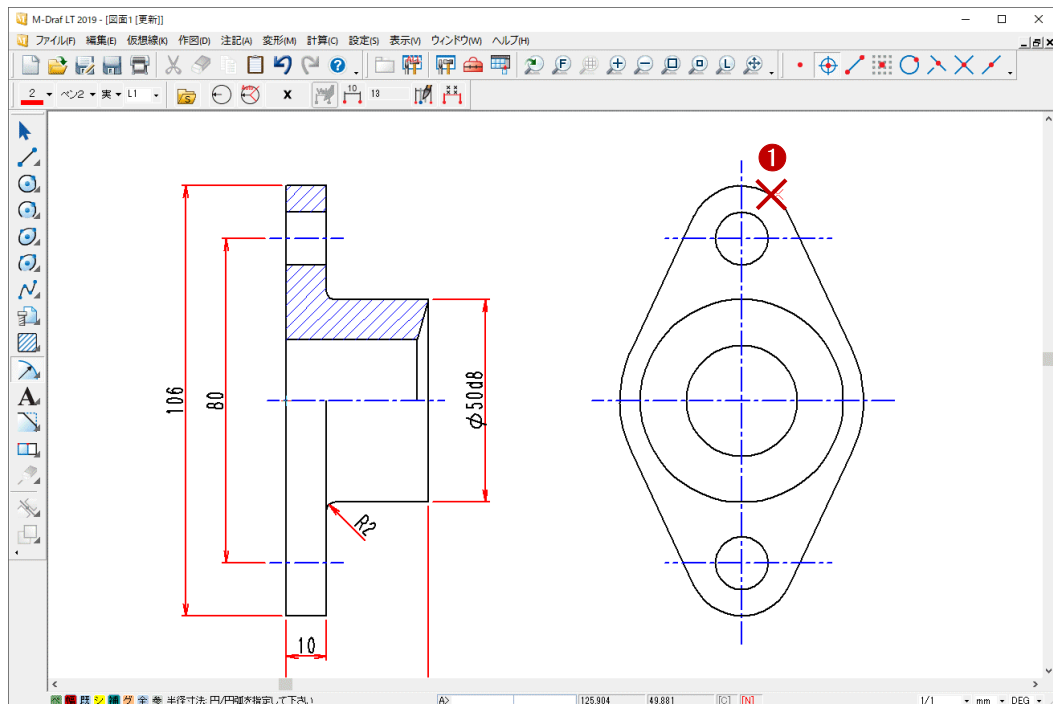 M-Draf LT 2019 - [図面1 [更新]]
ファイル(F) 編集(E) 仮想線(K) 作図(D) 注記(A) 変形(M) 計算(C) 設定(S) 表示(V) ウィンドウ(W) ヘルプ(H)
2 ペン2 実 L1 10 13
1
106
80
φ50d8
R2
10
半径寸法: 円/円弧を指定して下さい A> 125.904 49.881 [C] [N] 1/1 mm DEG